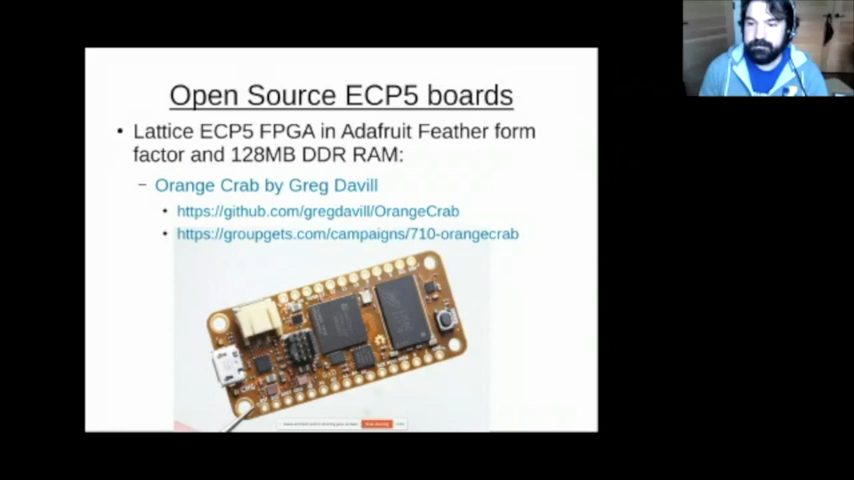 Open Source ECP5 boards
• Lattice ECP5 FPGA in Adafruit Feather form
factor and 128MB DDR RAM:
– Orange Crab by Greg Davill
• https://github.com/gregdavill/OrangeCrab
• https://groupgets.com/campaigns/710-orangecrab